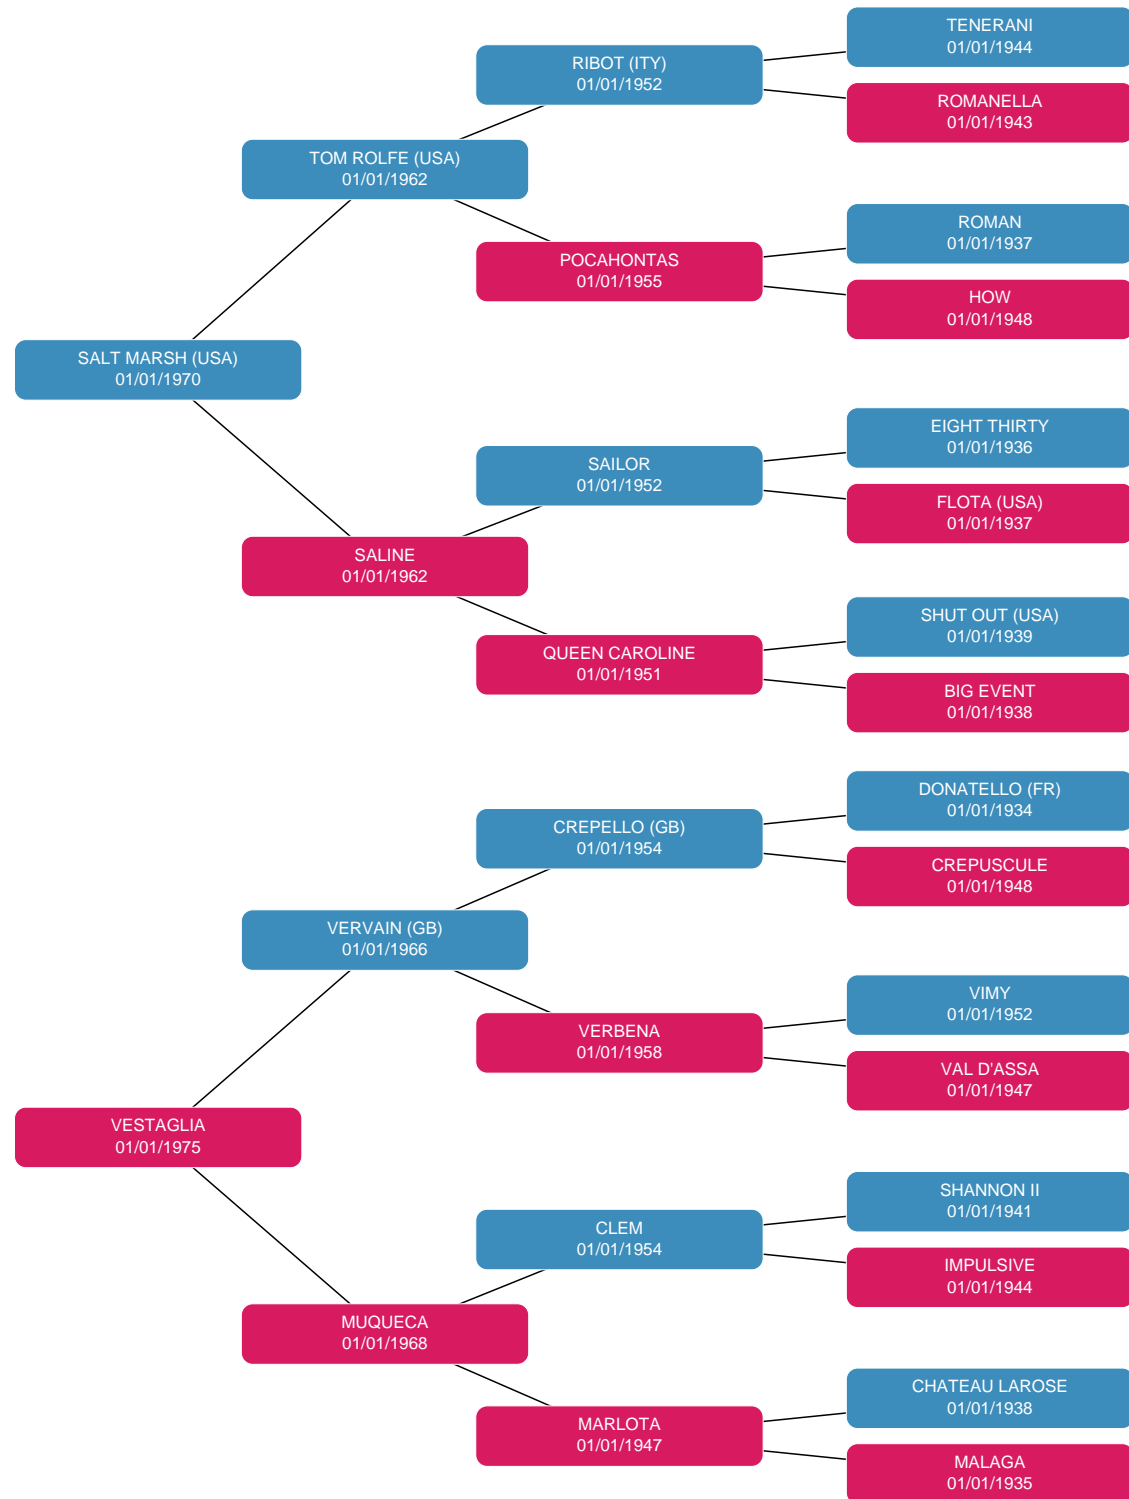 TENERANI
01/01/1944
RIBOT (ITY)
01/01/1952
ROMANELLA
01/01/1943
TOM ROLFE (USA)
01/01/1962
ROMAN
01/01/1937
POCAHONTAS
01/01/1955
HOW
01/01/1948
SALT MARSH (USA)
01/01/1970
EIGHT THIRTY
01/01/1936
SAILOR
01/01/1952
FLOTA (USA)
01/01/1937
SALINE
01/01/1962
SHUT OUT (USA)
01/01/1939
QUEEN CAROLINE
01/01/1951
BIG EVENT
01/01/1938
DONATELLO (FR)
01/01/1934
CREPELLO (GB)
01/01/1954
CREPUSCULE
01/01/1948
VERVAIN (GB)
01/01/1966
VIMY
01/01/1952
VERBENA
01/01/1958
VAL D'ASSA
01/01/1947
VESTAGLIA
01/01/1975
SHANNON II
01/01/1941
CLEM
01/01/1954
IMPULSIVE
01/01/1944
MUQUECA
01/01/1968
CHATEAU LAROSE
01/01/1938
MARLOTA
01/01/1947
MALAGA
01/01/1935